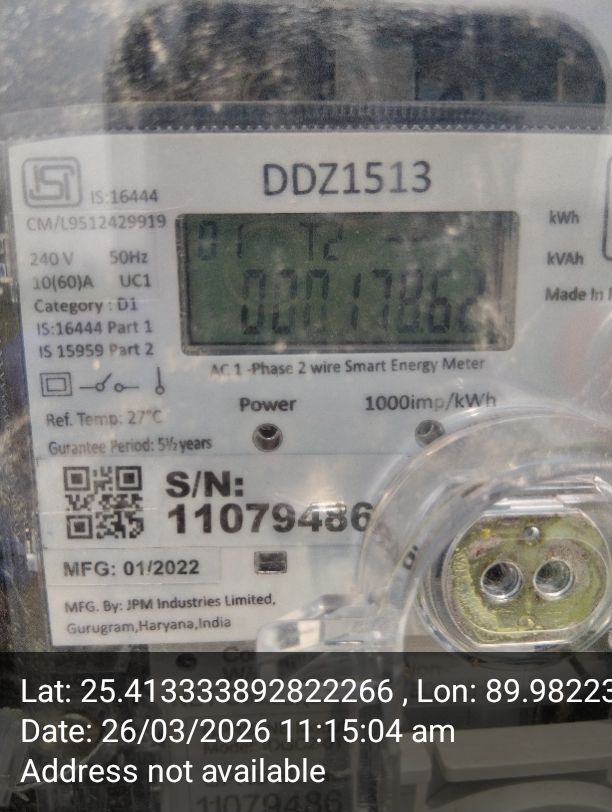 DDZ1513
IS:16444
CM/L9512429919
240 V 50Hz
10(60)A UC1
Category : D1
IS:16444 Part 1
IS 15959 Part 2
01 T2
00017862
kWh
kVAh
Made In
AC 1 -Phase 2 wire Smart Energy Meter
Ref. Temp: 27°C
Power
1000imp/kWh
Gurantee Period: 5½ years
S/N:
11079486
MFG: 01/2022
MFG. By: JPM Industries Limited,
Gurugram,Haryana,India
Lat: 25.413333892822266 , Lon: 89.98223
Date: 26/03/2026 11:15:04 am
Address not available
11079486